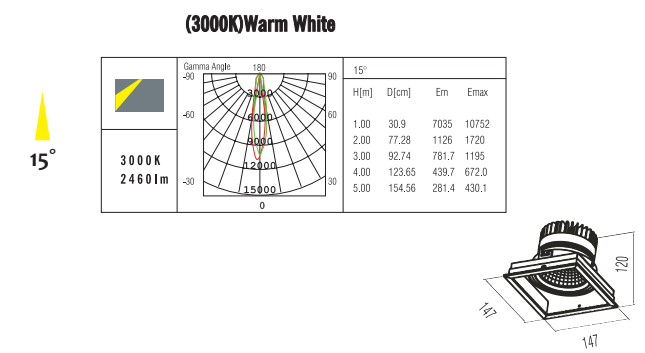 (3000K)Warm White
15°
3000K
2460lm
Gamma Angle 180
-90 90
3000
-60 6000 60
9000
12000
-30 15000 30
0
15°
H[m] D[cm] Em Emax
1.00 30.9 7035 10752
2.00 77.28 1126 1720
3.00 92.74 781.7 1195
4.00 123.65 439.7 672.0
5.00 154.56 281.4 430.1
120
147
147